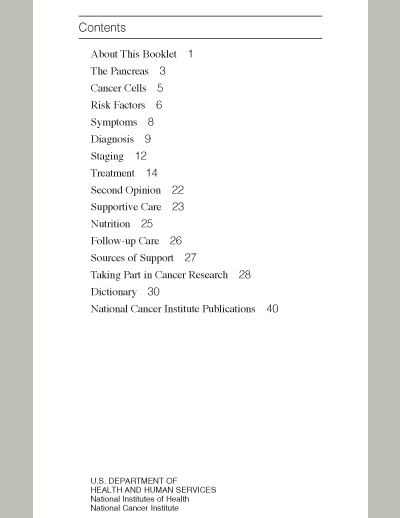 Contents
About This Booklet 1
The Pancreas 3
Cancer Cells 5
Risk Factors 6
Symptoms 8
Diagnosis 9
Staging 12
Treatment 14
Second Opinion 22
Supportive Care 23
Nutrition 25
Follow-up Care 26
Sources of Support 27
Taking Part in Cancer Research 28
Dictionary 30
National Cancer Institute Publications 40
U.S. DEPARTMENT OF
HEALTH AND HUMAN SERVICES
National Institutes of Health
National Cancer Institute